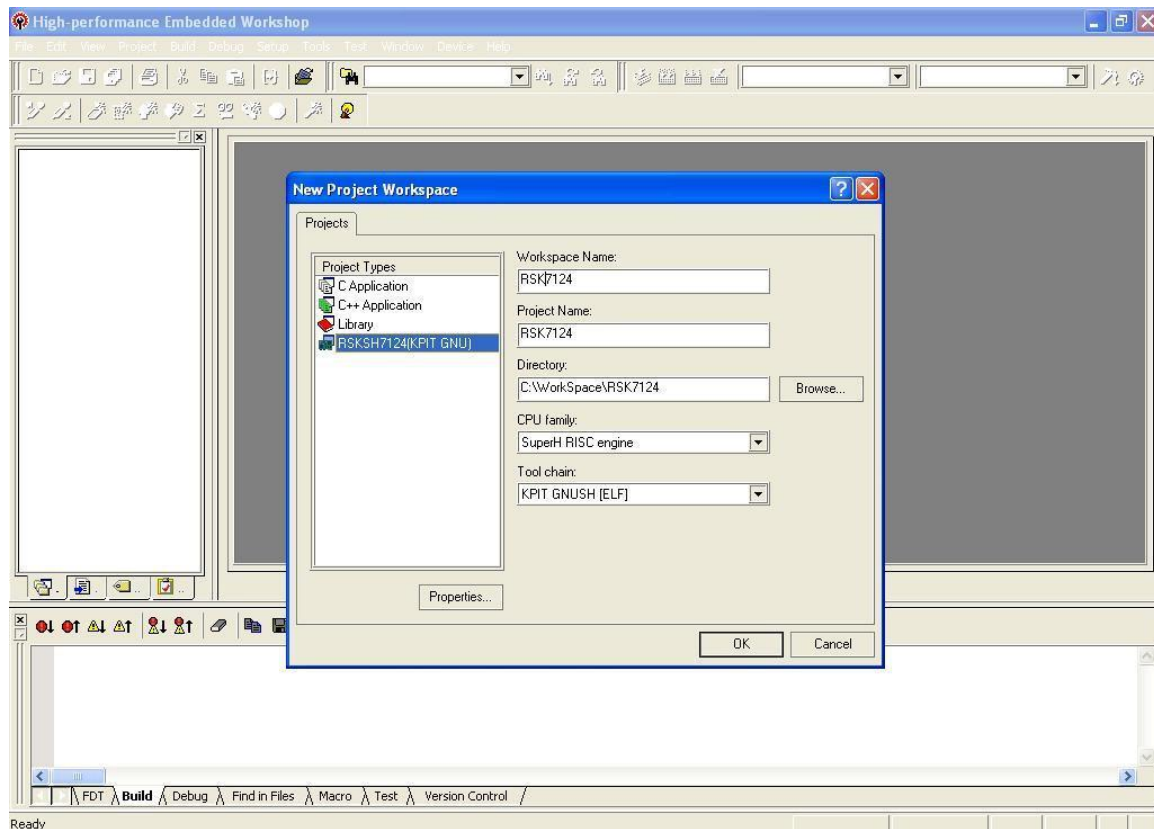 High-performance Embedded Workshop
File Edit View Project Build Debug Setup Tools Test Window Device Help
New Project Workspace
Projects
Project Types
C Application
C++ Application
Library
RSKSH7124(KPIT GNU)
Workspace Name:
RSK7124
Project Name:
RSK7124
Directory:
C:\WorkSpace\RSK7124
Browse...
CPU family:
SuperH RISC engine
Tool chain:
KPIT GNUSH [ELF]
Properties...
OK Cancel
FDT Build Debug Find in Files Macro Test Version Control
Ready